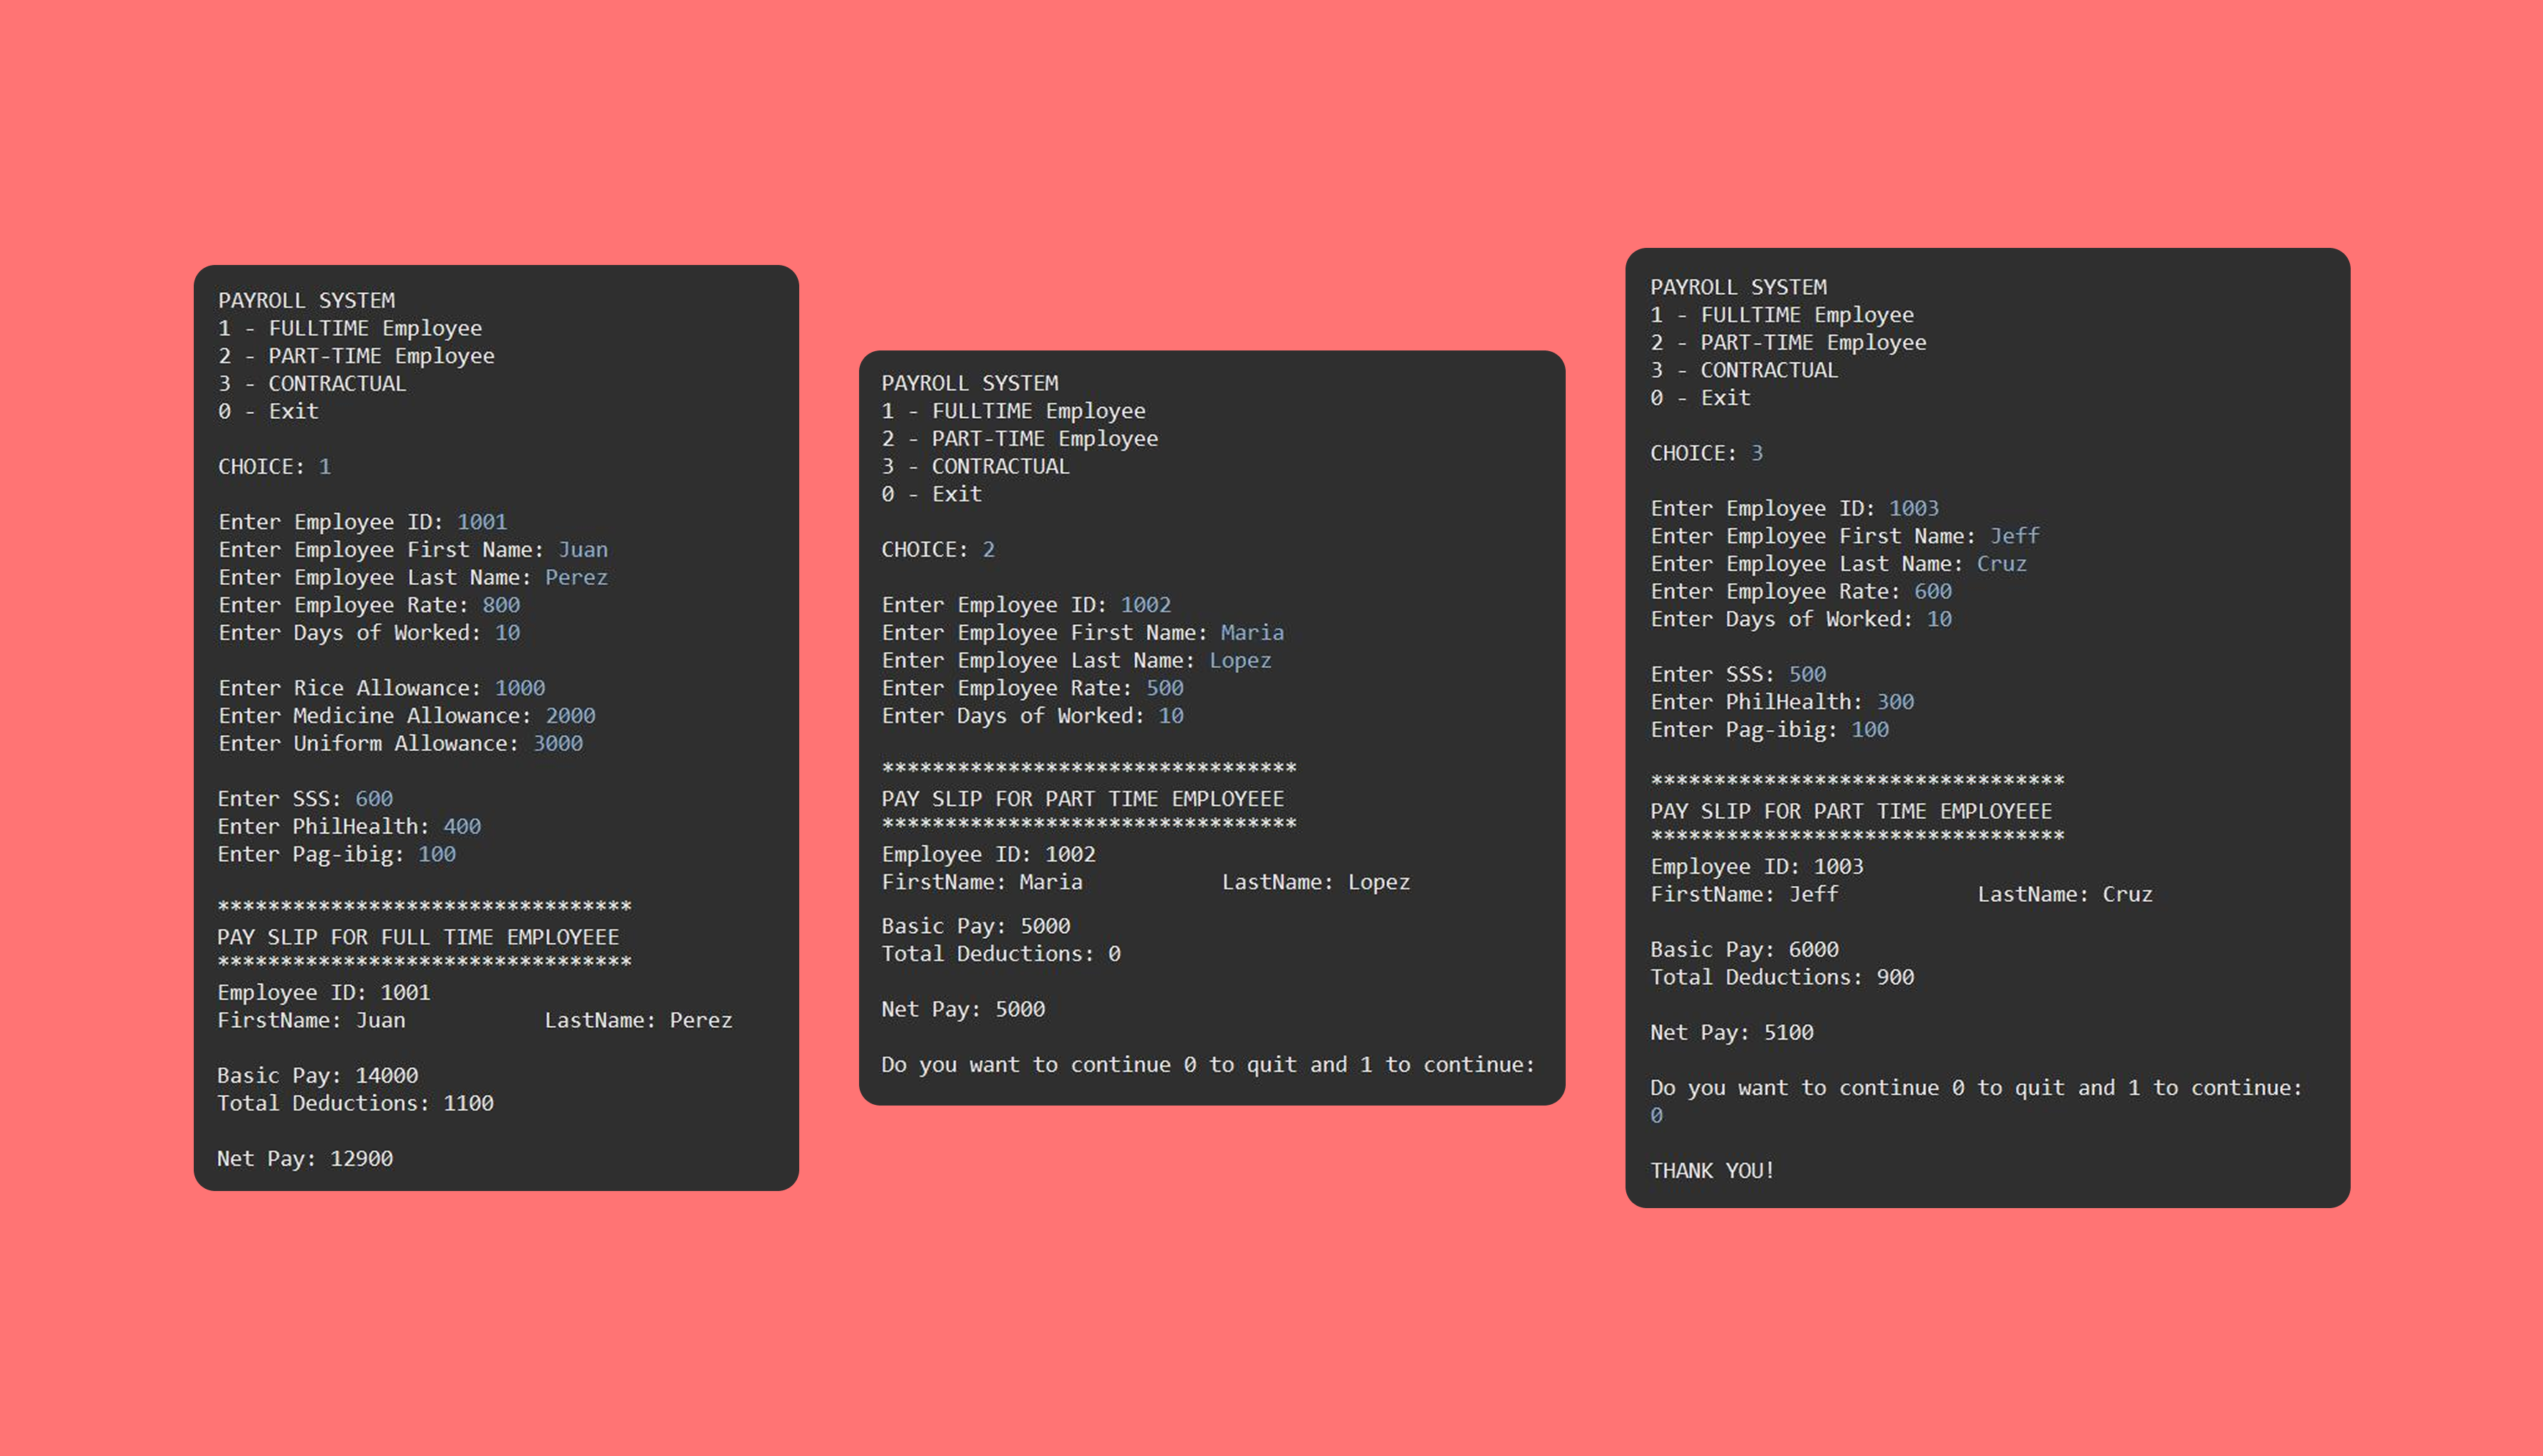 PAYROLL SYSTEM
1 - FULLTIME Employee
2 - PART-TIME Employee
3 - CONTRACTUAL
0 - Exit
CHOICE: 1
Enter Employee ID: 1001
Enter Employee First Name: Juan
Enter Employee Last Name: Perez
Enter Employee Rate: 800
Enter Days of Worked: 10
Enter Rice Allowance: 1000
Enter Medicine Allowance: 2000
Enter Uniform Allowance: 3000
Enter SSS: 600
Enter PhilHealth: 400
Enter Pag-ibig: 100
*********************************
PAY SLIP FOR FULL TIME EMPLOYEEE
*********************************
Employee ID: 1001
FirstName: Juan LastName: Perez
Basic Pay: 14000
Total Deductions: 1100
Net Pay: 12900
PAYROLL SYSTEM
1 - FULLTIME Employee
2 - PART-TIME Employee
3 - CONTRACTUAL
0 - Exit
CHOICE: 2
Enter Employee ID: 1002
Enter Employee First Name: Maria
Enter Employee Last Name: Lopez
Enter Employee Rate: 500
Enter Days of Worked: 10
*********************************
PAY SLIP FOR PART TIME EMPLOYEEE
*********************************
Employee ID: 1002
FirstName: Maria LastName: Lopez
Basic Pay: 5000
Total Deductions: 0
Net Pay: 5000
Do you want to continue 0 to quit and 1 to continue:
PAYROLL SYSTEM
1 - FULLTIME Employee
2 - PART-TIME Employee
3 - CONTRACTUAL
0 - Exit
CHOICE: 3
Enter Employee ID: 1003
Enter Employee First Name: Jeff
Enter Employee Last Name: Cruz
Enter Employee Rate: 600
Enter Days of Worked: 10
Enter SSS: 500
Enter PhilHealth: 300
Enter Pag-ibig: 100
*********************************
PAY SLIP FOR PART TIME EMPLOYEEE
*********************************
Employee ID: 1003
FirstName: Jeff LastName: Cruz
Basic Pay: 6000
Total Deductions: 900
Net Pay: 5100
Do you want to continue 0 to quit and 1 to continue:
0
THANK YOU!